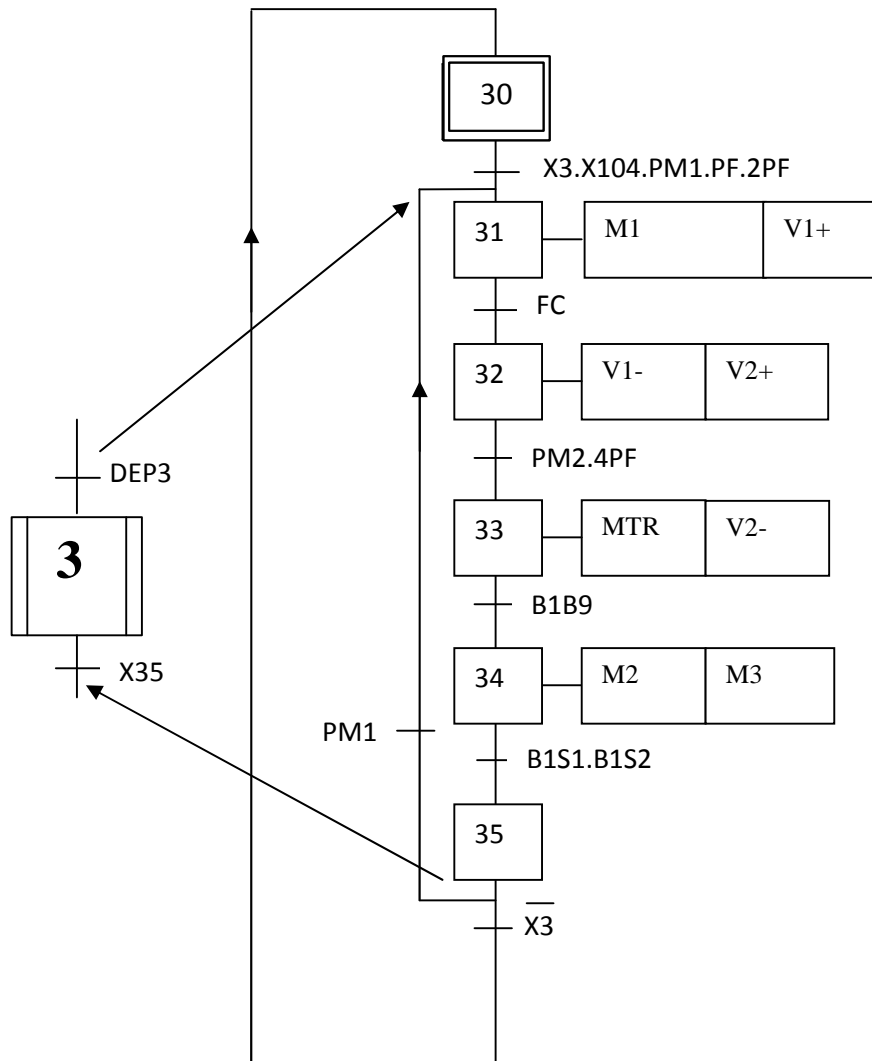 30
X3.X104.PM1.PF.2PF
31
M1
V1+
FC
32
V1-
V2+
PM2.4PF
DEP3
33
MTR
V2-
3
B1B9
X35
34
M2
M3
PM1
B1S1.B1S2
35
X̅3̅